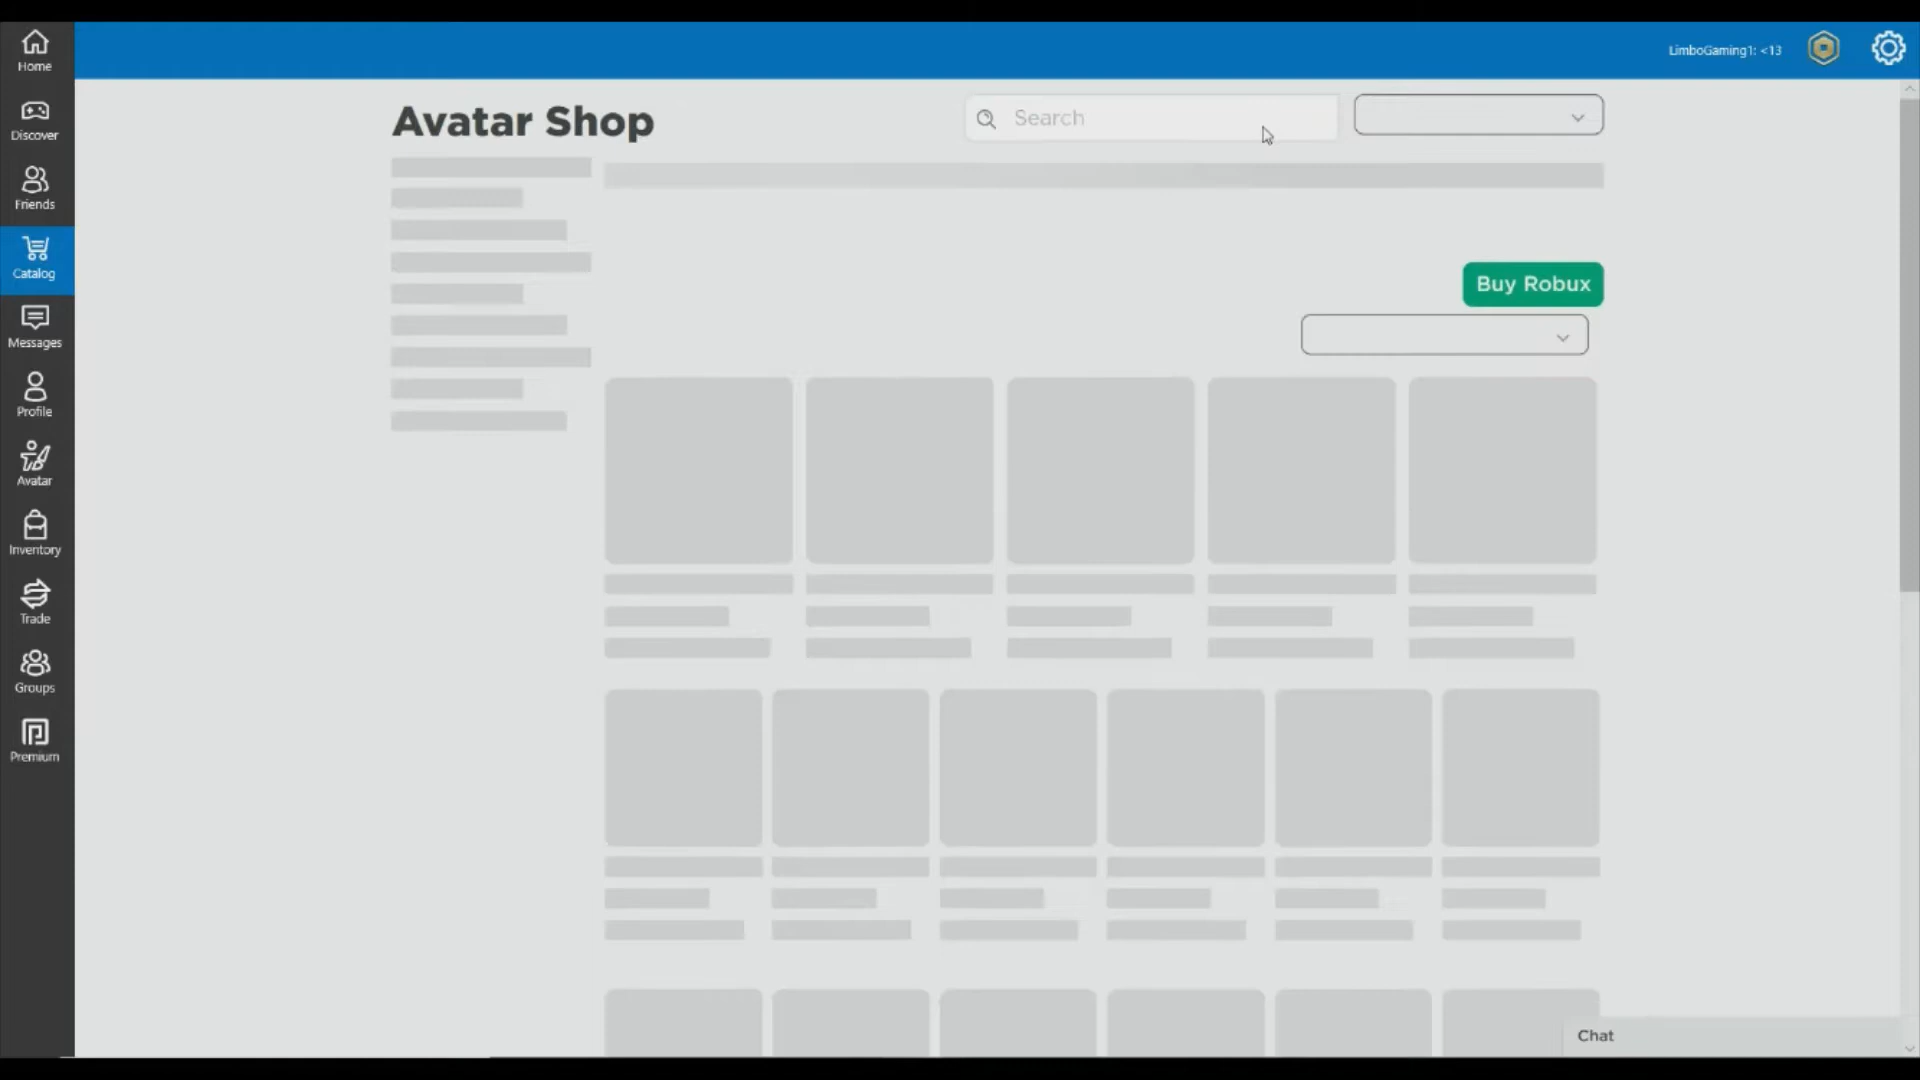 LimboGaming1: <13
Home
Discover
Friends
Catalog
Messages
Profile
Avatar
Inventory
Trade
Groups
Premium
Avatar Shop
Search
Buy Robux
Chat